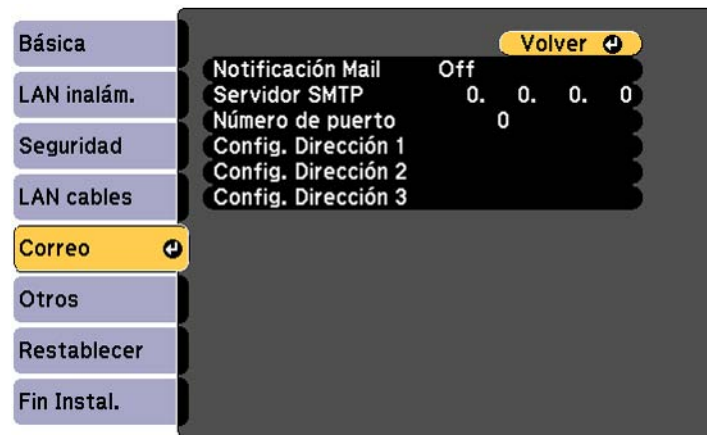 Básica
LAN inalám.
Seguridad
LAN cables
Correo
Otros
Restablecer
Fin Instal.
Volver
Notificación Mail Off
Servidor SMTP 0. 0. 0. 0
Número de puerto 0
Config. Dirección 1
Config. Dirección 2
Config. Dirección 3